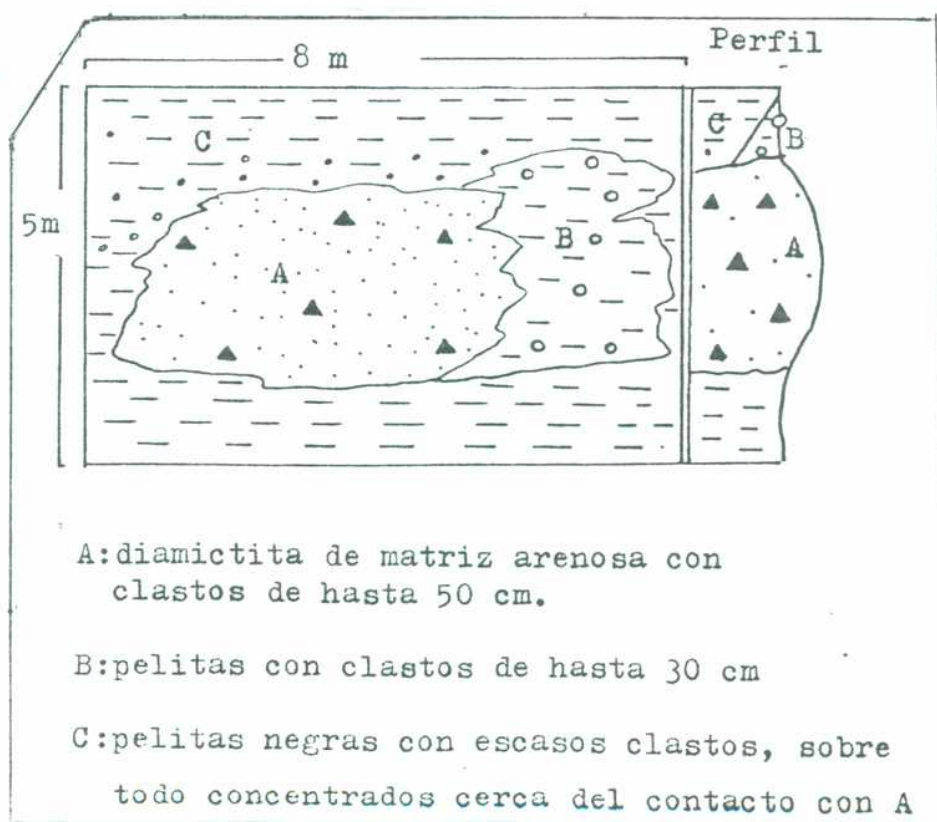 Perfil
8 m
C
C
B
5m
B
A
A
A:diamictita de matriz arenosa con
clastos de hasta 50 cm.
B:pelitas con clastos de hasta 30 cm
C:pelitas negras con escasos clastos, sobre
todo concentrados cerca del contacto con A